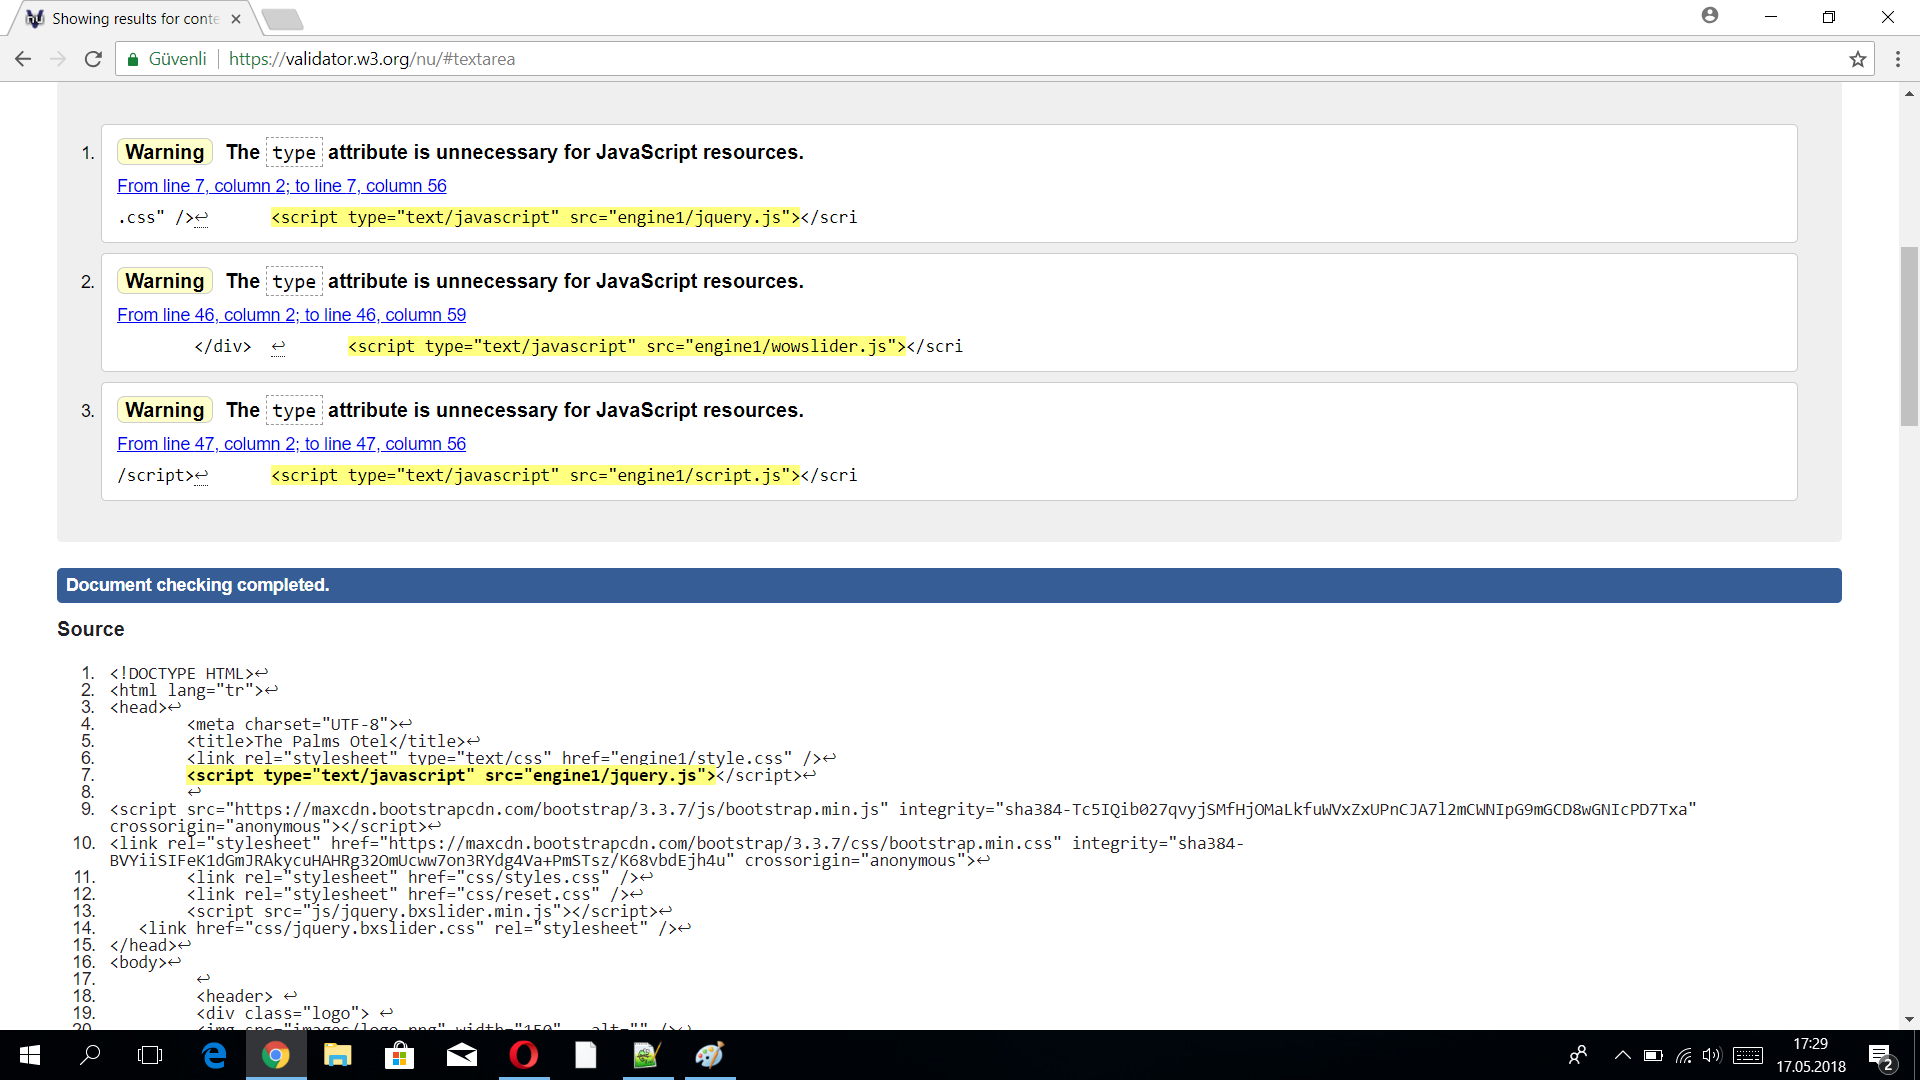 Showing results for conte
Güvenli https://validator.w3.org/nu/#textarea
1. Warning The type attribute is unnecessary for JavaScript resources.
From line 7, column 2; to line 7, column 56
.css" />↩ <script type="text/javascript" src="engine1/jquery.js"></scri
2. Warning The type attribute is unnecessary for JavaScript resources.
From line 46, column 2; to line 46, column 59
</div> ↩ <script type="text/javascript" src="engine1/wowslider.js"></scri
3. Warning The type attribute is unnecessary for JavaScript resources.
From line 47, column 2; to line 47, column 56
/script>↩ <script type="text/javascript" src="engine1/script.js"></scri
Document checking completed.
Source
1. <!DOCTYPE HTML>↩
2. <html lang="tr">↩
3. <head>↩
4. <meta charset="UTF-8">↩
5. <title>The Palms Otel</title>↩
6. <link rel="stylesheet" type="text/css" href="engine1/style.css" />↩
7. <script type="text/javascript" src="engine1/jquery.js"></script>↩
8. ↩
9. <script src="https://maxcdn.bootstrapcdn.com/bootstrap/3.3.7/js/bootstrap.min.js" integrity="sha384-Tc5IQib027qvyjSMfHjOMaLkfuWVxZxUPnCJA7l2mCWNIpG9mGCD8wGNIcPD7Txa"
crossorigin="anonymous"></script>↩
10. <link rel="stylesheet" href="https://maxcdn.bootstrapcdn.com/bootstrap/3.3.7/css/bootstrap.min.css" integrity="sha384-
BVYiiSIFeK1dGmJRAkycuHAHRg32OmUcww7on3RYdg4Va+PmSTsz/K68vbdEjh4u" crossorigin="anonymous">↩
11. <link rel="stylesheet" href="css/styles.css" />↩
12. <link rel="stylesheet" href="css/reset.css" />↩
13. <script src="js/jquery.bxslider.min.js"></script>↩
14. <link href="css/jquery.bxslider.css" rel="stylesheet" />↩
15. </head>↩
16. <body>↩
17. ↩
18. <header> ↩
19. <div class="logo"> ↩
20. <img src="images/logo.png" width="150" alt="" />↩
17:29
17.05.2018
2